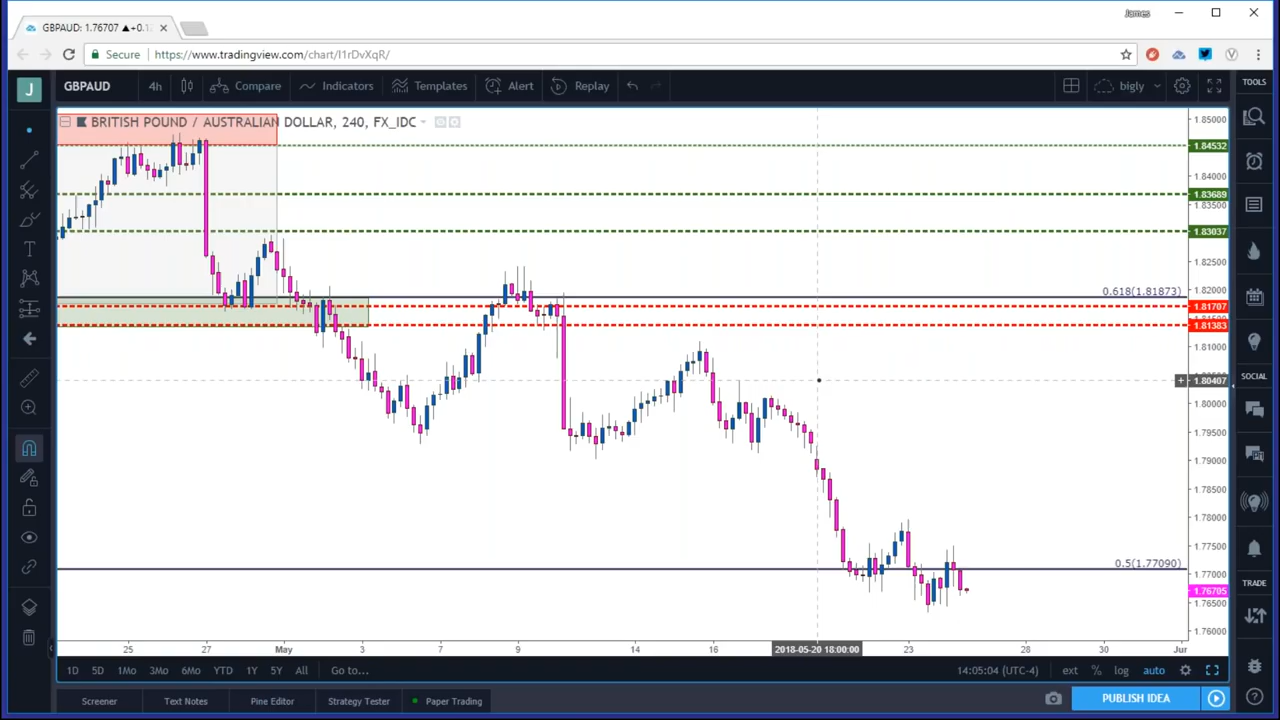 James
GBPAUD: 1.76707 ▲+0.1
Secure https://www.tradingview.com/chart/I1rDvXqR/
J GBPAUD 4h Compare Indicators Templates Alert Replay bigly TOOLS
BRITISH POUND / AUSTRALIAN DOLLAR, 240, FX_IDC
1.85000
1.84532
1.84000
1.83689
1.83500
1.83037
1.82500
1.82000
0.618(1.81873)
1.81707
1.81383
1.81000
SOCIAL
1.80407
1.80000
1.79500
1.79000
1.78500
1.78000
1.77500
0.5(1.77090)
1.77000
TRADE
1.76705
1.76500
1.76000
25 27 May 3 7 9 14 16 2018-05-20 18:00:00 23 28 30 Jun
1D 5D 1Mo 3Mo 6Mo YTD 1Y 5Y All Go to... 14:05:04 (UTC-4) ext % log auto
Screener Text Notes Pine Editor Strategy Tester Paper Trading PUBLISH IDEA